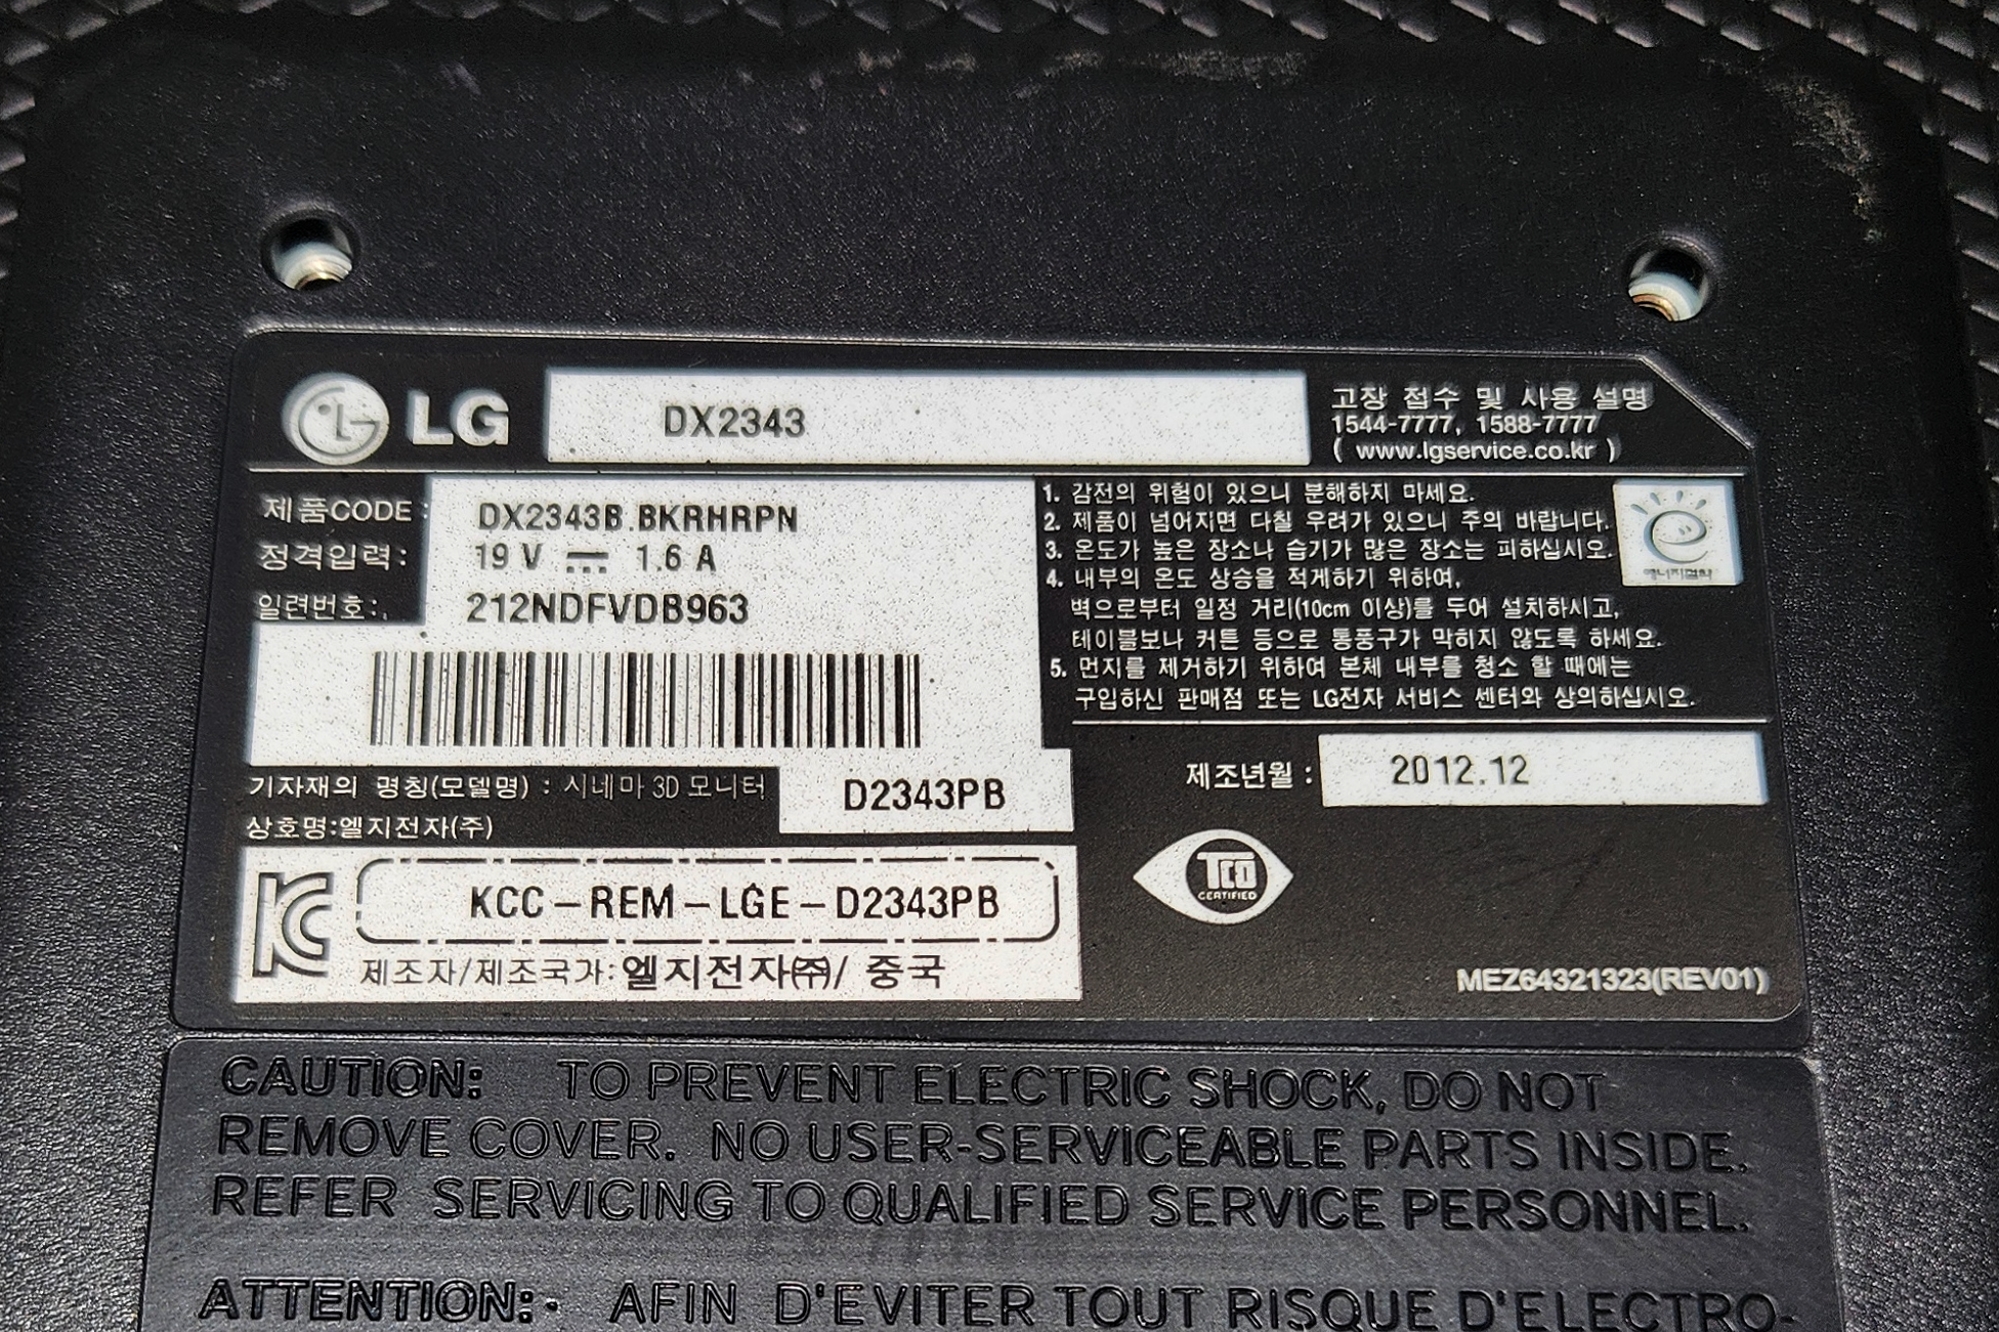 LG
DX2343
고장 접수 및 사용 설명
1544-7777, 1588-7777
( www.lgservice.co.kr )
제품CODE : DX2343B.BKRHRPN
정격입력 : 19 V ⎓ 1.6 A
일련번호 : 212NDFVDB963
1. 감전의 위험이 있으니 분해하지 마세요.
2. 제품이 넘어지면 다칠 우려가 있으니 주의 바랍니다.
3. 온도가 높은 장소나 습기가 많은 장소는 피하십시오.
4. 내부의 온도 상승을 적게하기 위하여,
벽으로부터 일정 거리(10cm 이상)를 두어 설치하시고,
테이블보나 커튼 등으로 통풍구가 막히지 않도록 하세요.
5. 먼지를 제거하기 위하여 본체 내부를 청소 할 때에는
구입하신 판매점 또는 LG전자 서비스 센터와 상의하십시오.
에너지절약
기자재의 명칭(모델명) : 시네마 3D 모니터 D2343PB
상호명:엘지전자(주)
제조년월 : 2012.12
KCC-REM-LGE-D2343PB
제조자/제조국가:엘지전자㈜/ 중국
TCO
CERTIFIED
MEZ64321323(REV01)
CAUTION: TO PREVENT ELECTRIC SHOCK, DO NOT
REMOVE COVER. NO USER-SERVICEABLE PARTS INSIDE.
REFER SERVICING TO QUALIFIED SERVICE PERSONNEL.
ATTENTION: AFIN D'EVITER TOUT RISQUE D'ELECTRO-